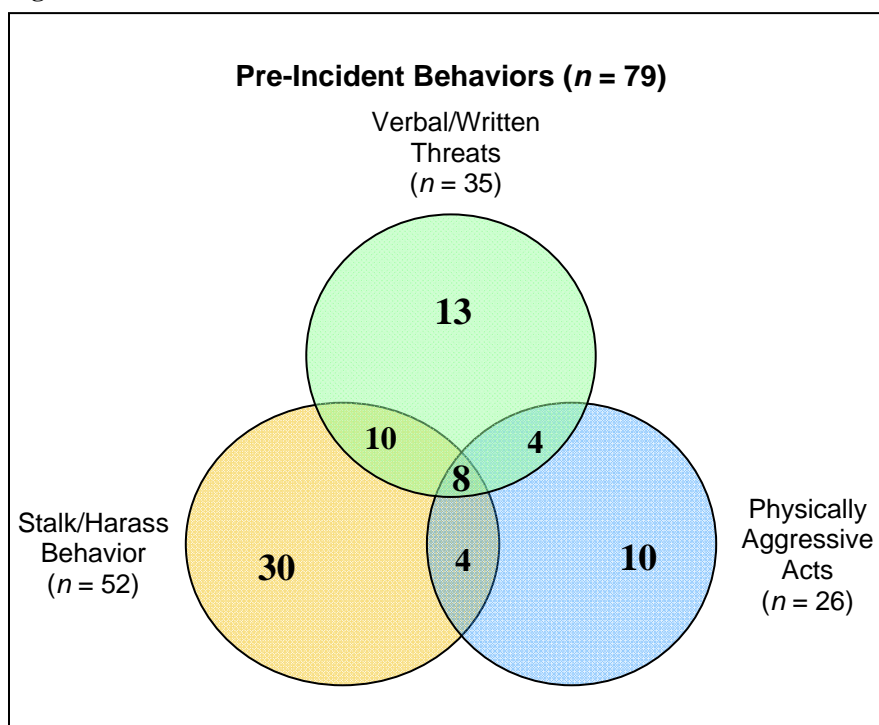 Pre-Incident Behaviors (n = 79)
Verbal/Written
Threats
(n = 35)
13
10
4
8
Stalk/Harass
Behavior
(n = 52)
30
4
10
Physically
Aggressive
Acts
(n = 26)